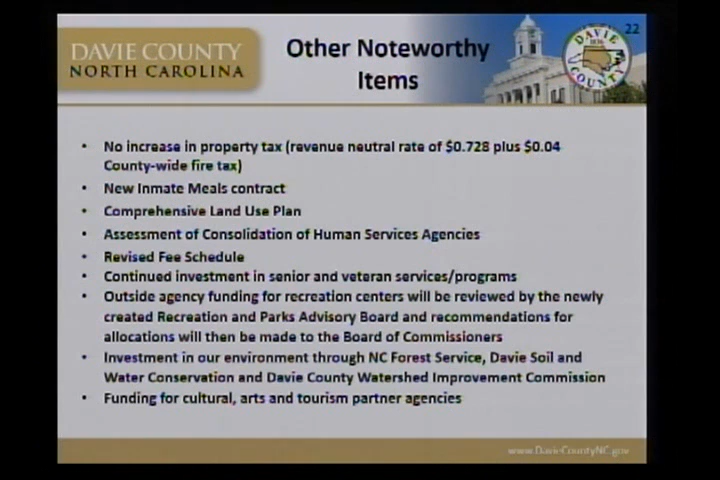 22
DAVIE COUNTY
NORTH CAROLINA
Other Noteworthy
Items
DAVIE
COUNTY
• No increase in property tax (revenue neutral rate of $0.728 plus $0.04
County-wide fire tax)
• New Inmate Meals contract
• Comprehensive Land Use Plan
• Assessment of Consolidation of Human Services Agencies
• Revised Fee Schedule
• Continued investment in senior and veteran services/programs
• Outside agency funding for recreation centers will be reviewed by the newly
created Recreation and Parks Advisory Board and recommendations for
allocations will then be made to the Board of Commissioners
• Investment in our environment through NC Forest Service, Davie Soil and
Water Conservation and Davie County Watershed Improvement Commission
• Funding for cultural, arts and tourism partner agencies
www.DavieCountyNC.gov